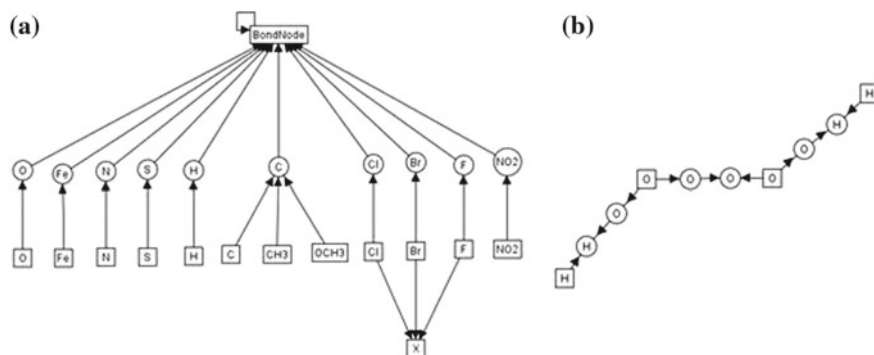 (a)
BondNode
O Fe N S H C Cl Br F NO2
O Fe N S H C CH3 OCH3 Cl Br F NO2
X
(b)
H
H
O
O O O O
O
H
H